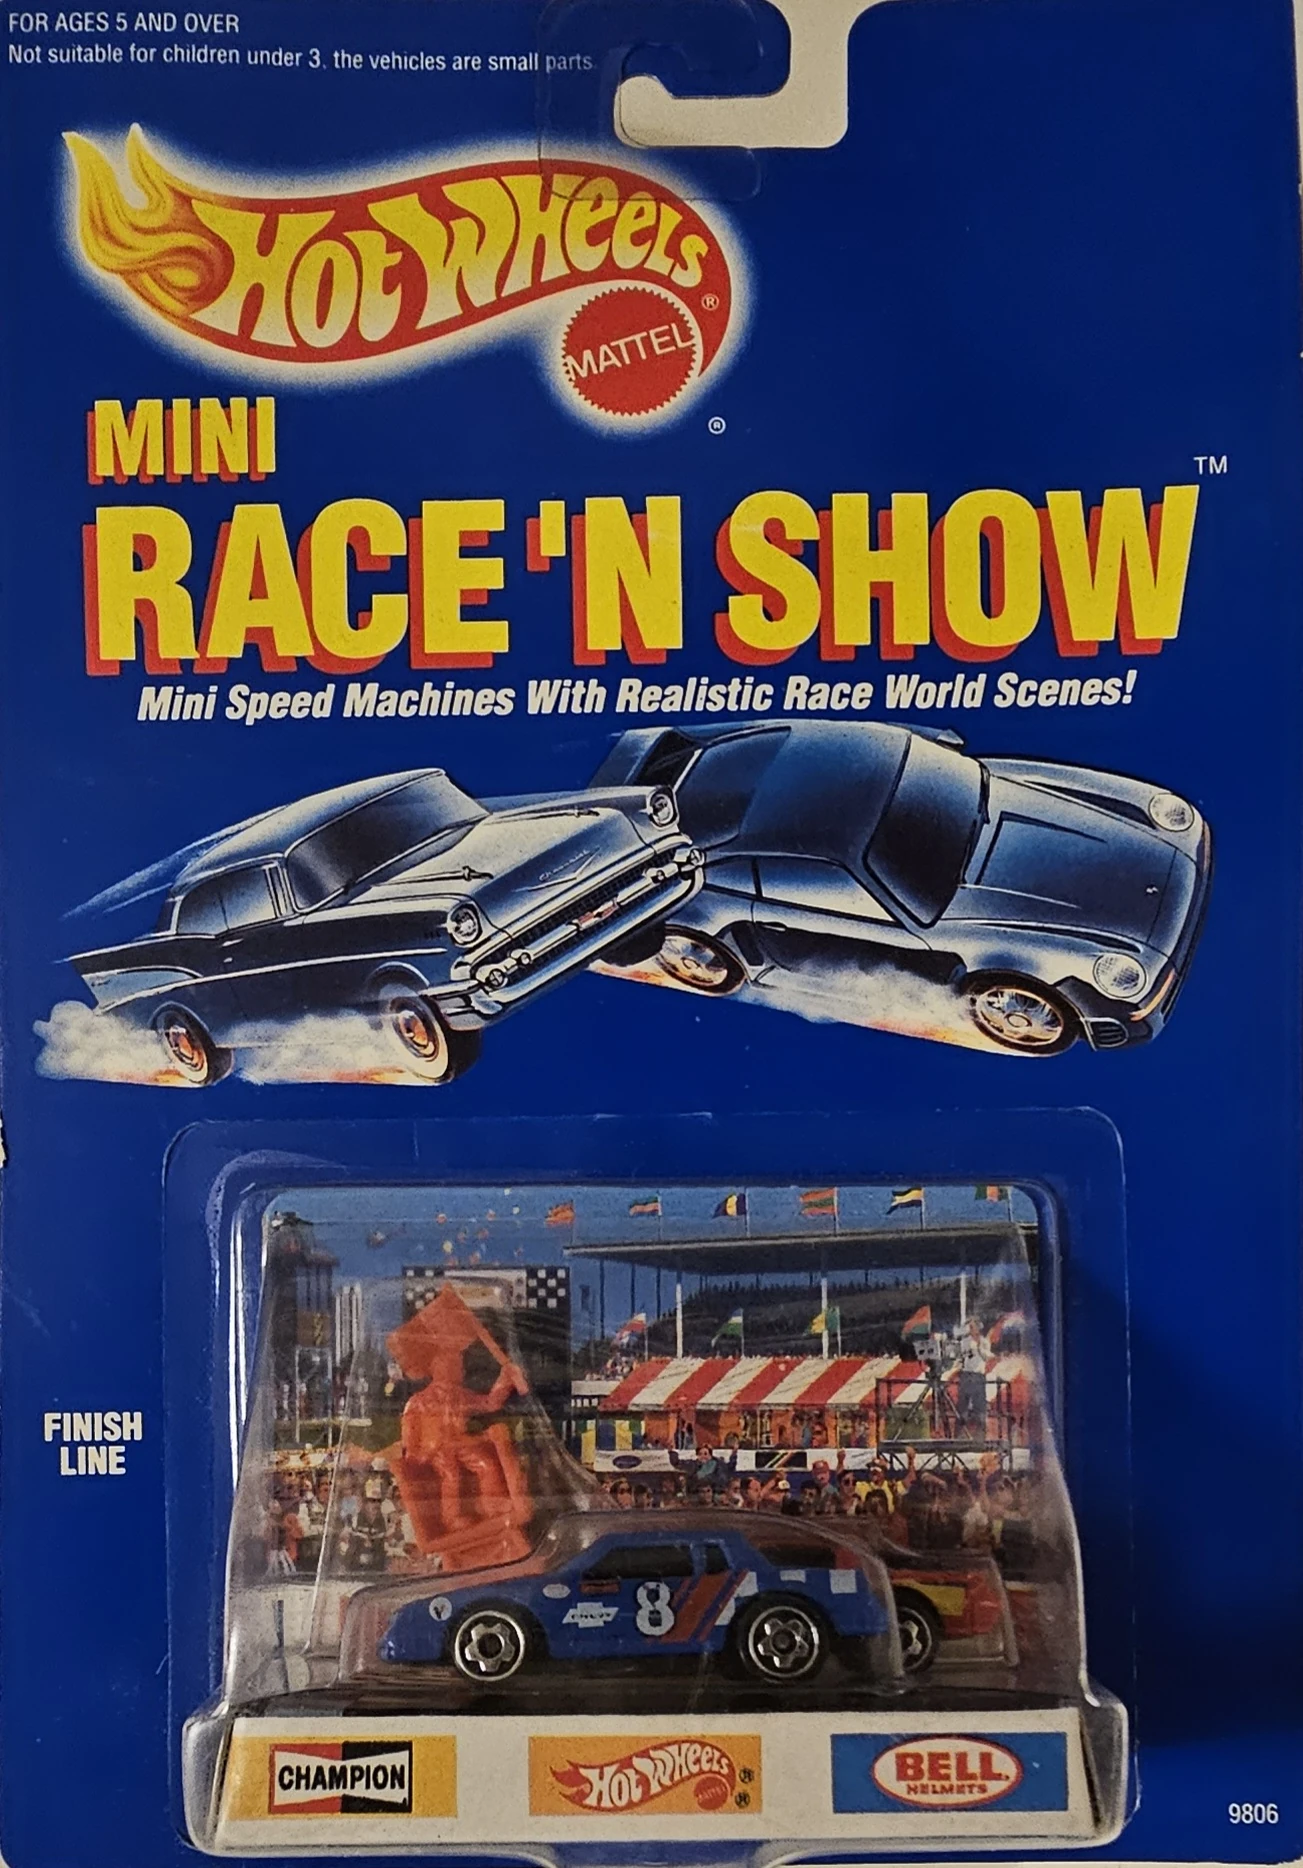 FOR AGES 5 AND OVER
Not suitable for children under 3, the vehicles are small parts.
HOT WHEELS®
MATTEL
®
MINI
RACE 'N SHOW™
Mini Speed Machines With Realistic Race World Scenes!
FINISH
LINE
8
CHAMPION
HOT WHEELS®
MATTEL ®
BELL
HELMETS
9806